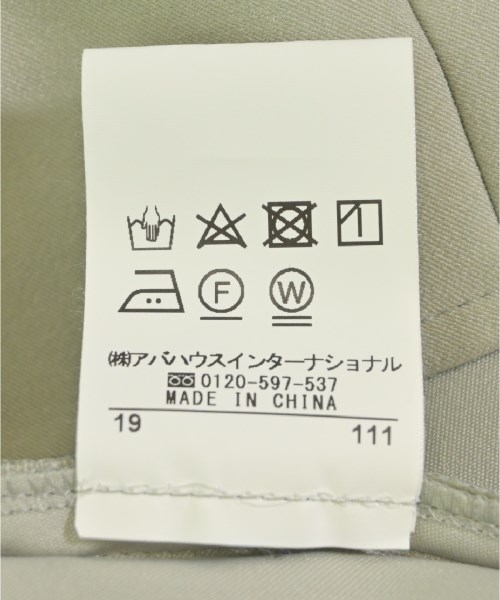 F W
(株)アバハウスインターナショナル
0120-597-537
MADE IN CHINA
19 111